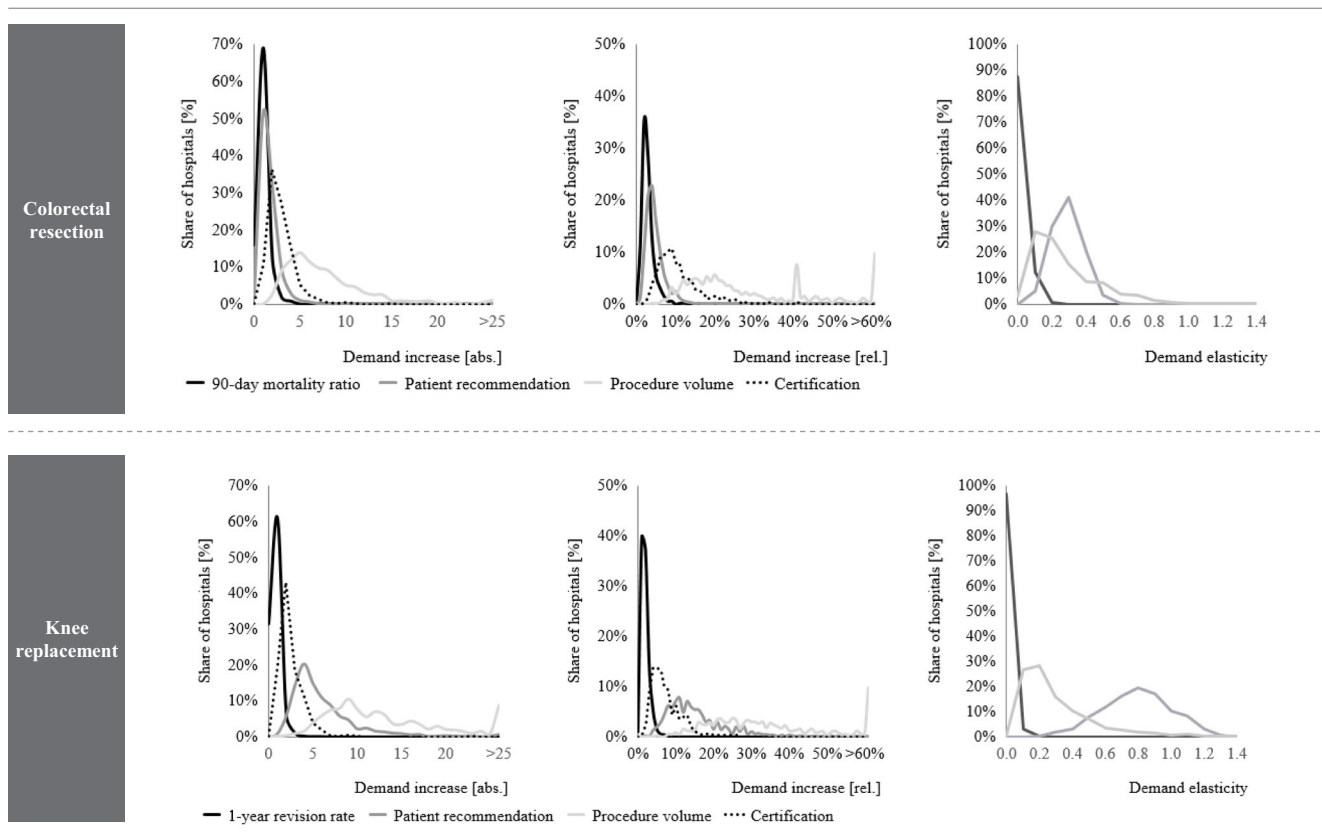 Colorectal
resection
Share of hospitals [%]
70%
60%
50%
40%
30%
20%
10%
0%
0 5 10 15 20 >25
Demand increase [abs.]
Share of hospitals [%]
50%
40%
30%
20%
10%
0%
0% 10% 20% 30% 40% 50% >60%
Demand increase [rel.]
Share of hospitals [%]
100%
90%
80%
70%
60%
50%
40%
30%
20%
10%
0%
0.0 0.2 0.4 0.6 0.8 1.0 1.2 1.4
Demand elasticity
90-day mortality ratio Patient recommendation Procedure volume Certification
Knee
replacement
Share of hospitals [%]
70%
60%
50%
40%
30%
20%
10%
0%
0 5 10 15 20 >25
Demand increase [abs.]
Share of hospitals [%]
50%
40%
30%
20%
10%
0%
0% 10% 20% 30% 40% 50% >60%
Demand increase [rel.]
Share of hospitals [%]
100%
90%
80%
70%
60%
50%
40%
30%
20%
10%
0%
0.0 0.2 0.4 0.6 0.8 1.0 1.2 1.4
Demand elasticity
1-year revision rate Patient recommendation Procedure volume Certification